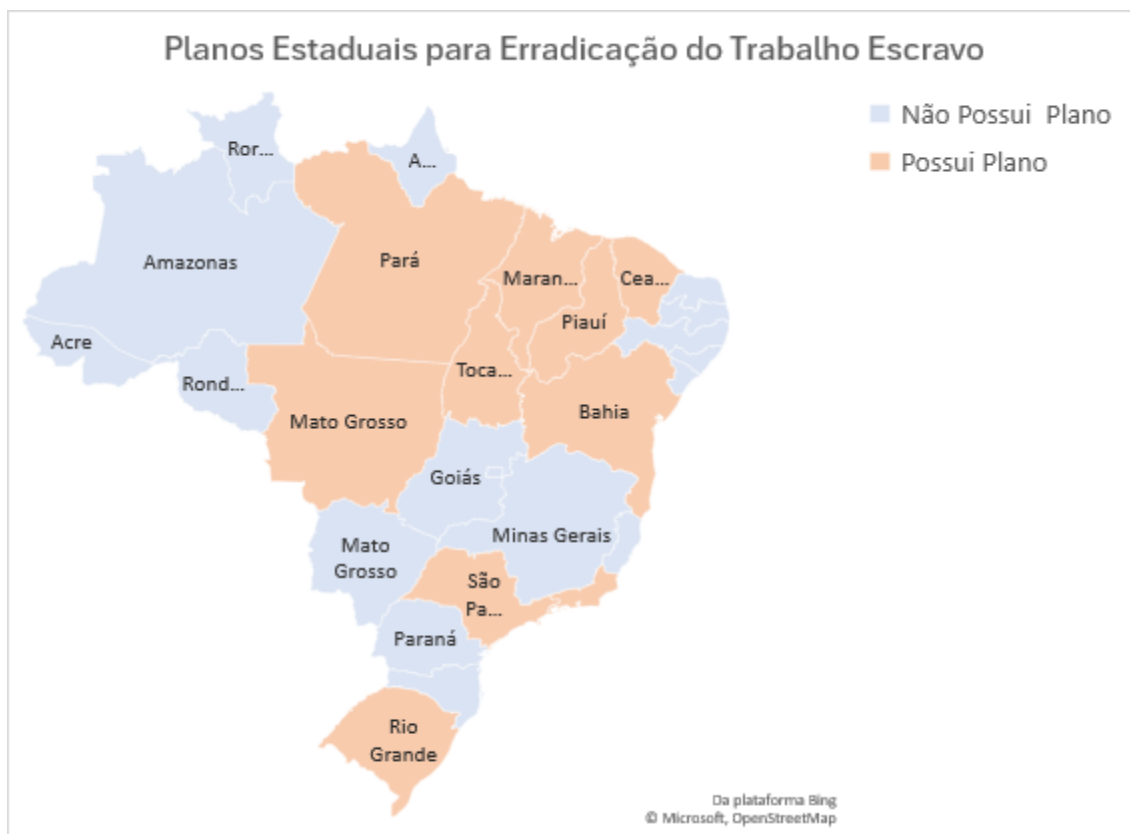 Planos Estaduais para Erradicação do Trabalho Escravo
Não Possui Plano
Possui Plano
Ror...
A...
Amazonas
Pará
Maran...
Cea...
Piauí
Acre
Rond...
Toca...
Mato Grosso
Bahia
Goiás
Minas Gerais
Mato
Grosso
São
Pa...
Paraná
Rio
Grande
Da plataforma Bing
© Microsoft, OpenStreetMap